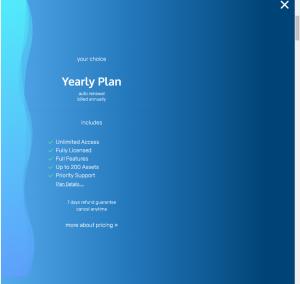 your choice
Yearly Plan
auto renewal
billed annually
includes
Unlimited Access
Fully Licensed
Full Features
Up to 200 Assets
Priority Support
Plan Details...
7 days refund guarantee
cancel anytime
more about pricing »